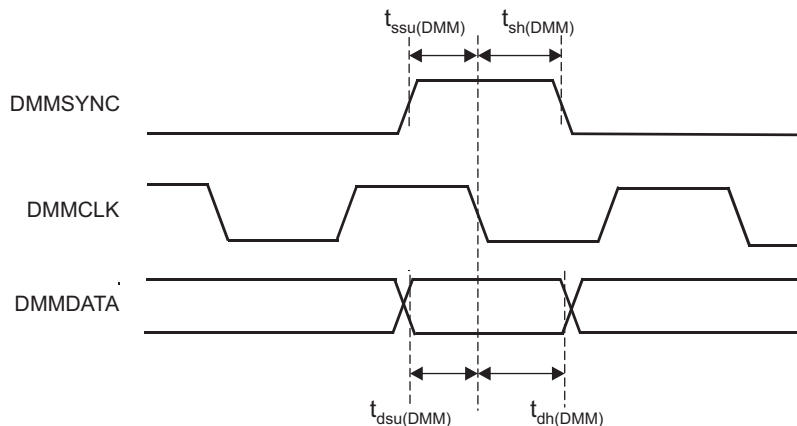 t_ssu(DMM) t_sh(DMM)
DMMSYNC
DMMCLK
DMMDATA
t_dsu(DMM) t_dh(DMM)